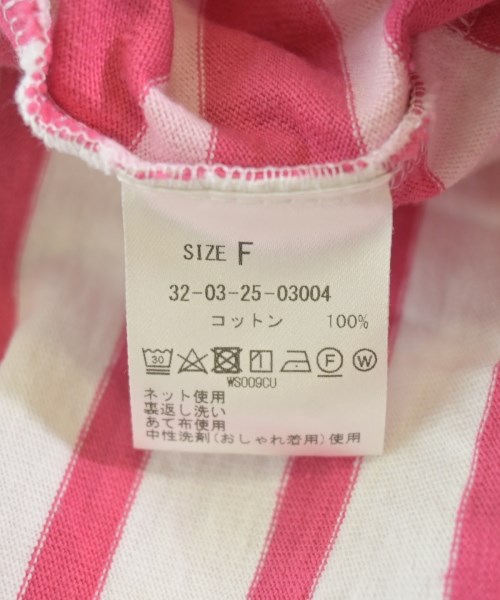 SIZE F
32-03-25-03004
コットン 100%
30 F W
WS009CU
ネット使用
裏返し洗い
あて布使用
中性洗剤(おしゃれ着用)使用